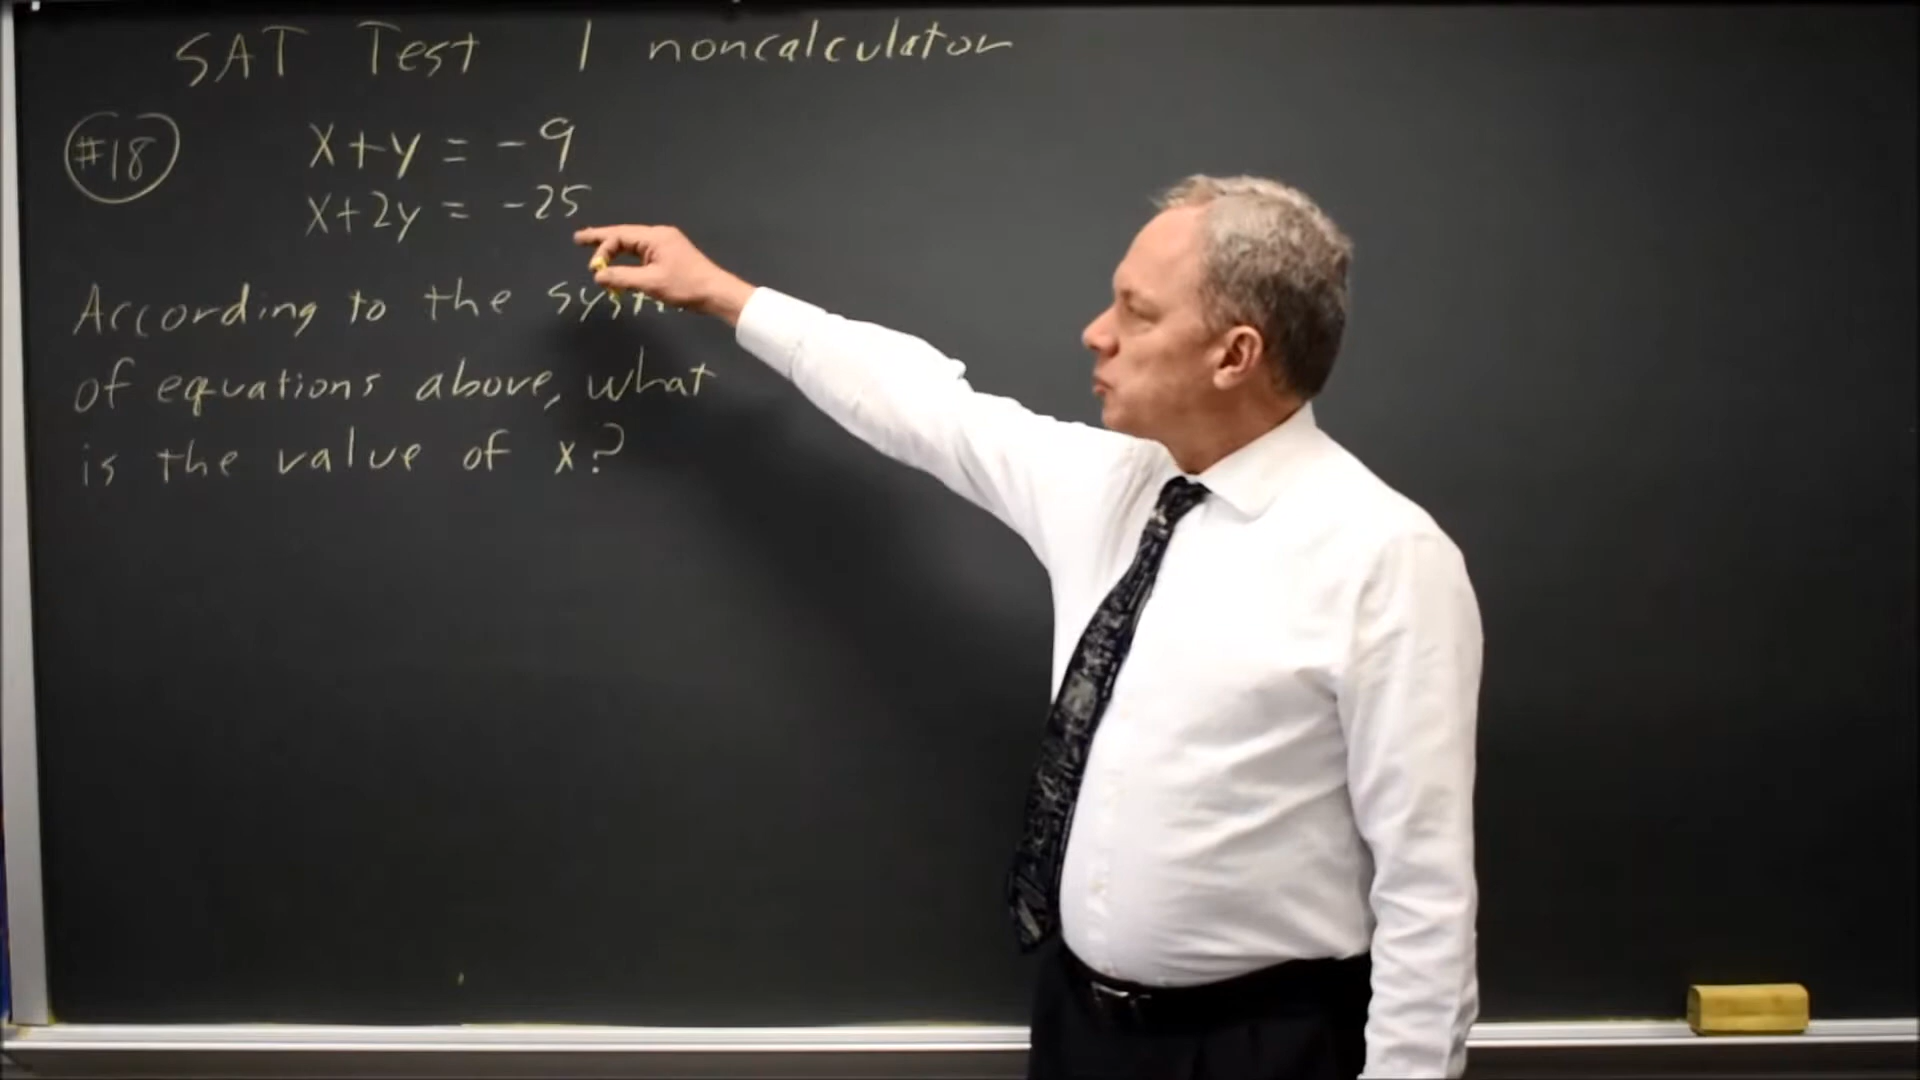 SAT Test 1 noncalculator
#18
x+y = -9
x+2y = -25
According to the
of equations above, what
is the value of x?